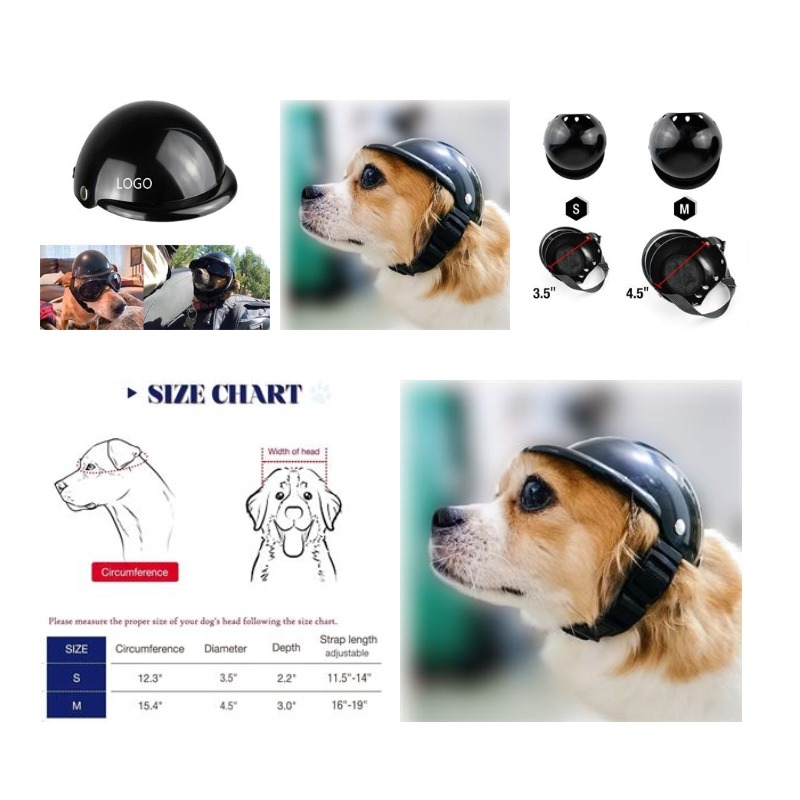 LOGO
S
M
3.5"
4.5"
SIZE CHART
Width of head
Circumference
Please measure the proper size of your dog's head following the size chart.
SIZE Circumference Diameter Depth Strap length adjustable
S 12.3" 3.5" 2.2" 11.5"-14"
M 15.4" 4.5" 3.0" 16"-19"